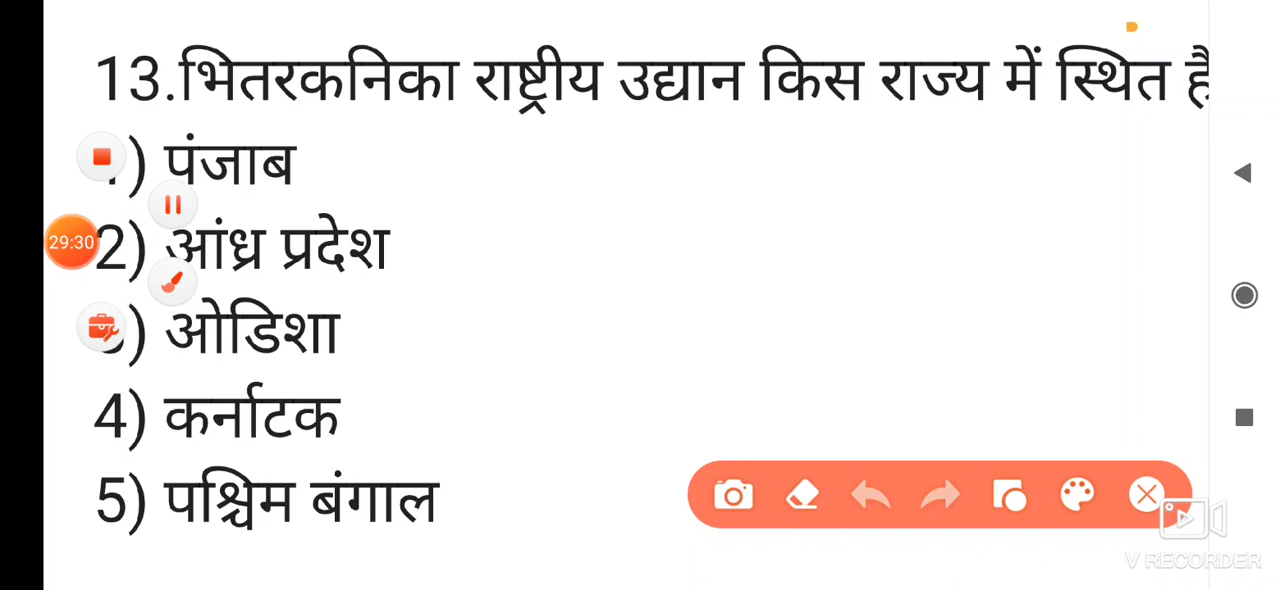 13.भितरकनिका राष्ट्रीय उद्यान किस राज्य में स्थित है
) पंजाब
29:30
2) आंध्र प्रदेश
) ओडिशा
4) कर्नाटक
5) पश्चिम बंगाल
V RECORDER